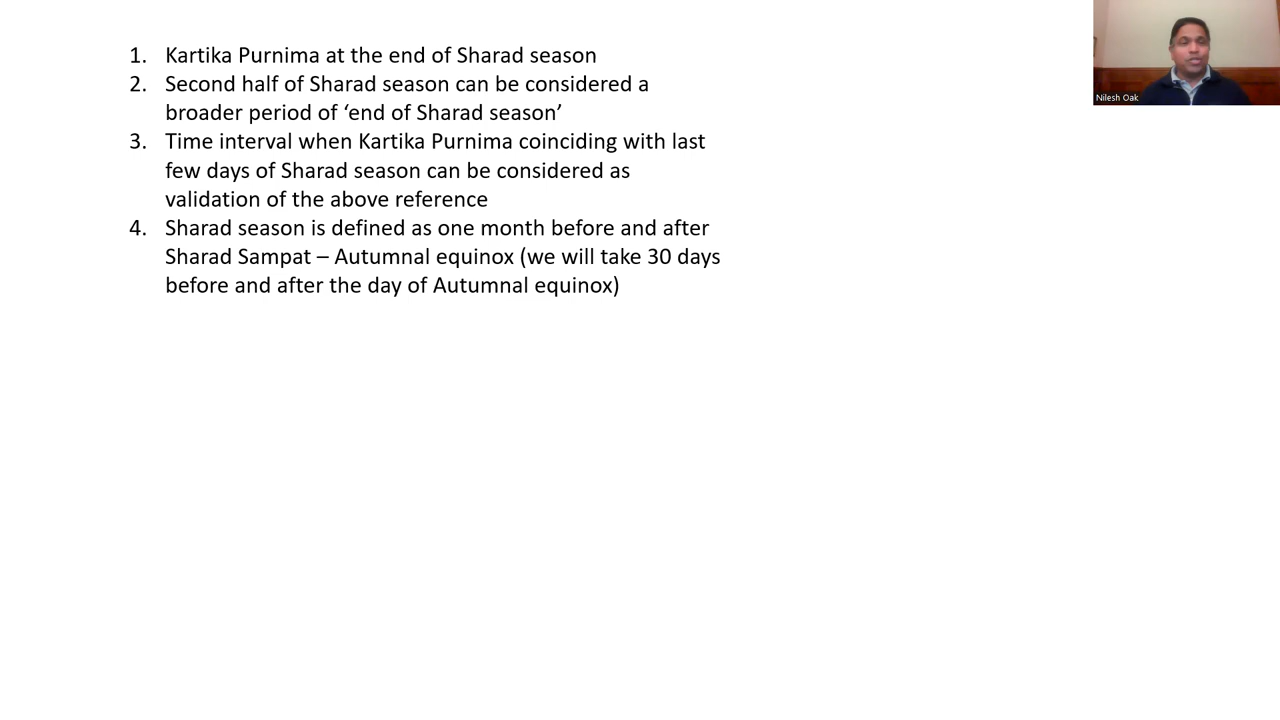 1. Kartika Purnima at the end of Sharad season
2. Second half of Sharad season can be considered a
broader period of ‘end of Sharad season’
3. Time interval when Kartika Purnima coinciding with last
few days of Sharad season can be considered as
validation of the above reference
4. Sharad season is defined as one month before and after
Sharad Sampat – Autumnal equinox (we will take 30 days
before and after the day of Autumnal equinox)
Nilesh Oak